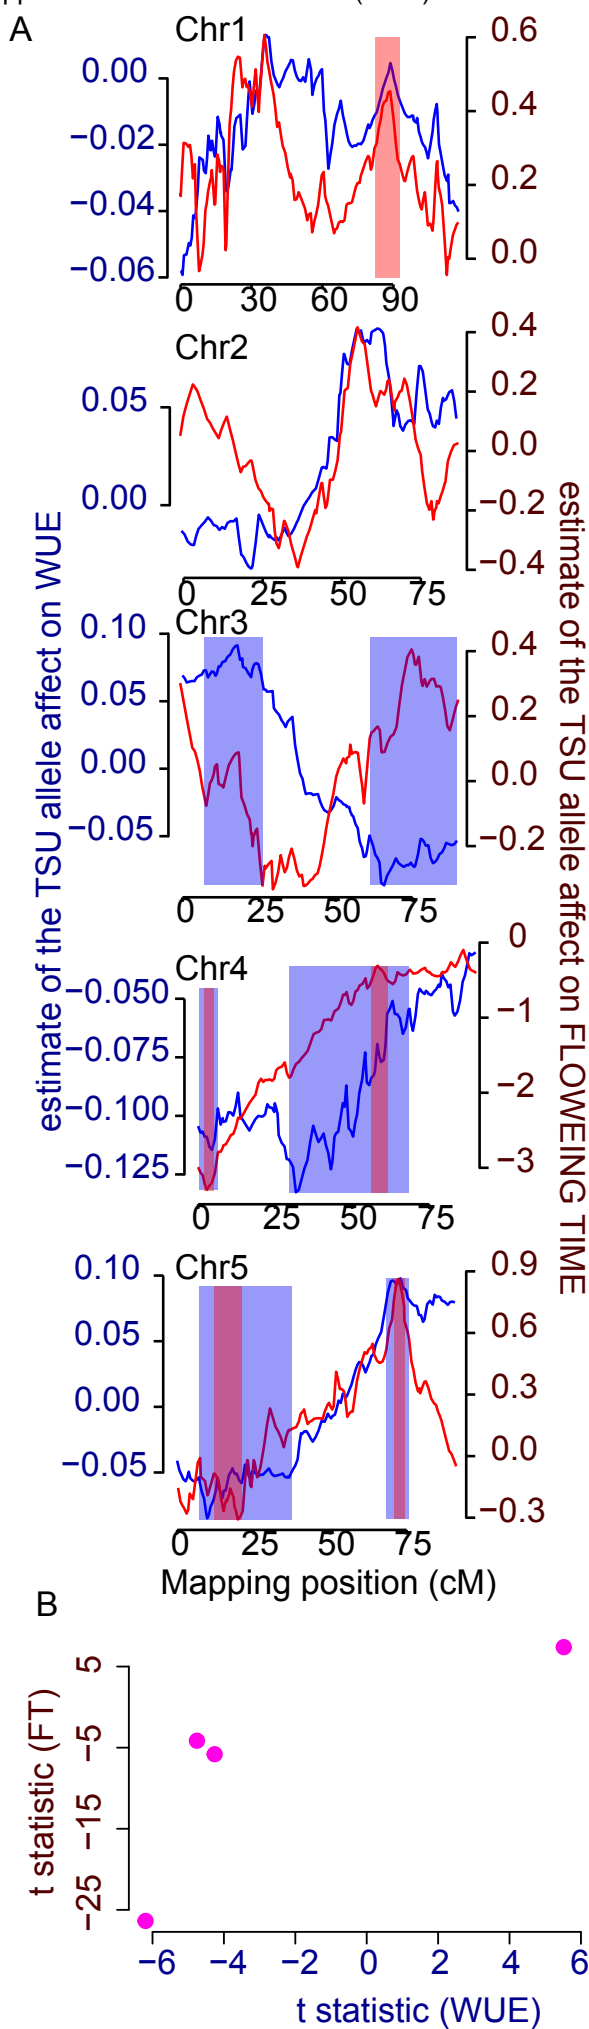 A
Chr1
0.00
−0.02
−0.04
−0.06
0.6
0.4
0.2
0.0
0 30 60 90
Chr2
0.05
0.00
0.4
0.2
0.0
−0.2
−0.4
0 25 50 75
Chr3
0.10
0.05
0.00
−0.05
0.4
0.2
0.0
−0.2
0 25 50 75
Chr4
−0.050
−0.075
−0.100
−0.125
0
−1
−2
−3
0 25 50 75
Chr5
0.10
0.05
0.00
−0.05
0.9
0.6
0.3
0.0
−0.3
0 25 50 75
Mapping position (cM)
estimate of the TSU allele affect on WUE
estimate of the TSU allele affect on FLOWEING TIME
B
5
−5
−15
−25
t statistic (FT)
−6 −4 −2 0 2 4 6
t statistic (WUE)